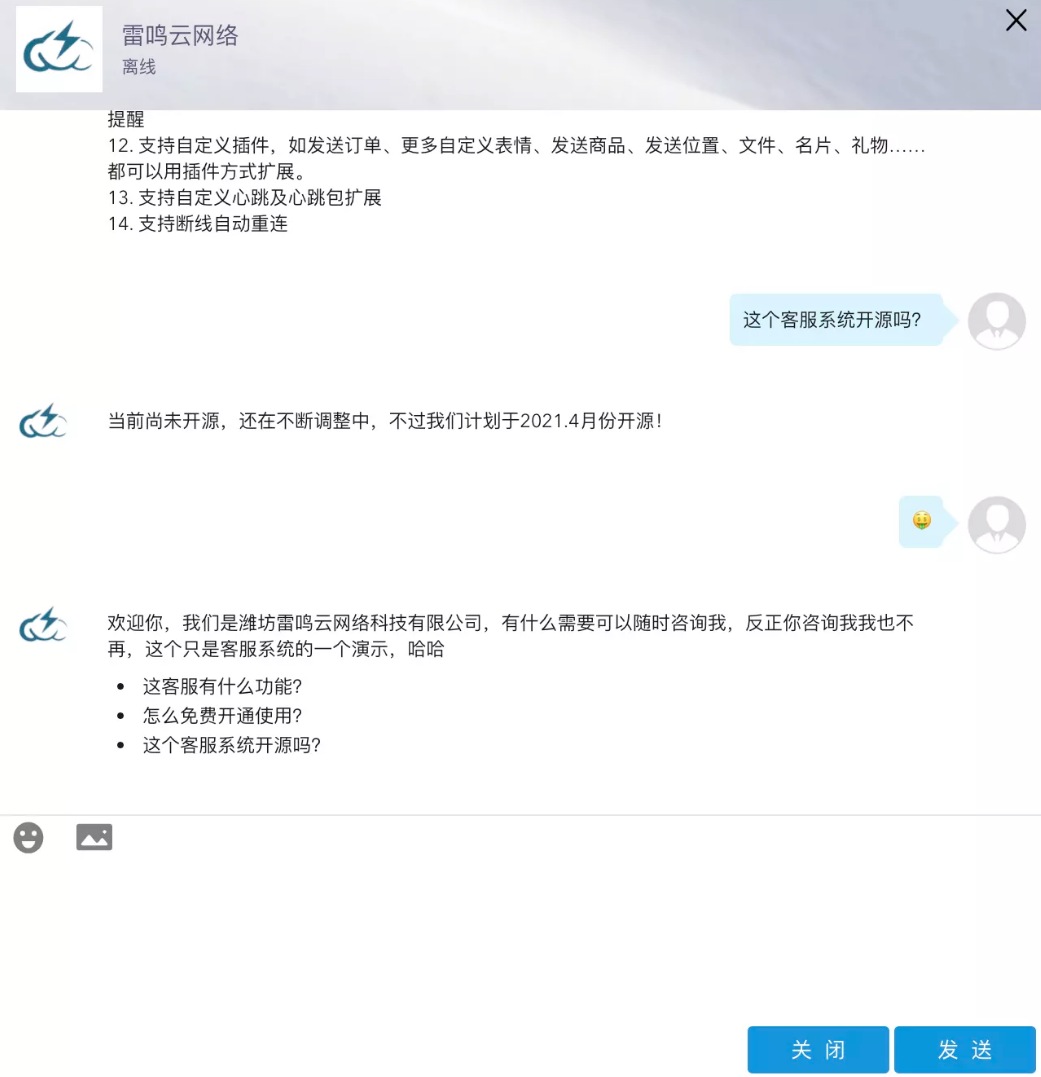 雷鸣云网络
离线
提醒
12. 支持自定义插件，如发送订单、更多自定义表情、发送商品、发送位置、文件、名片、礼物……
都可以用插件方式扩展。
13. 支持自定义心跳及心跳包扩展
14. 支持断线自动重连
这个客服系统开源吗?
当前尚未开源，还在不断调整中，不过我们计划于2021.4月份开源！
🤑
欢迎你，我们是潍坊雷鸣云网络科技有限公司，有什么需要可以随时咨询我，反正你咨询我我也不
再，这个只是客服系统的一个演示，哈哈
• 这客服有什么功能?
• 怎么免费开通使用?
• 这个客服系统开源吗?
关 闭
发 送